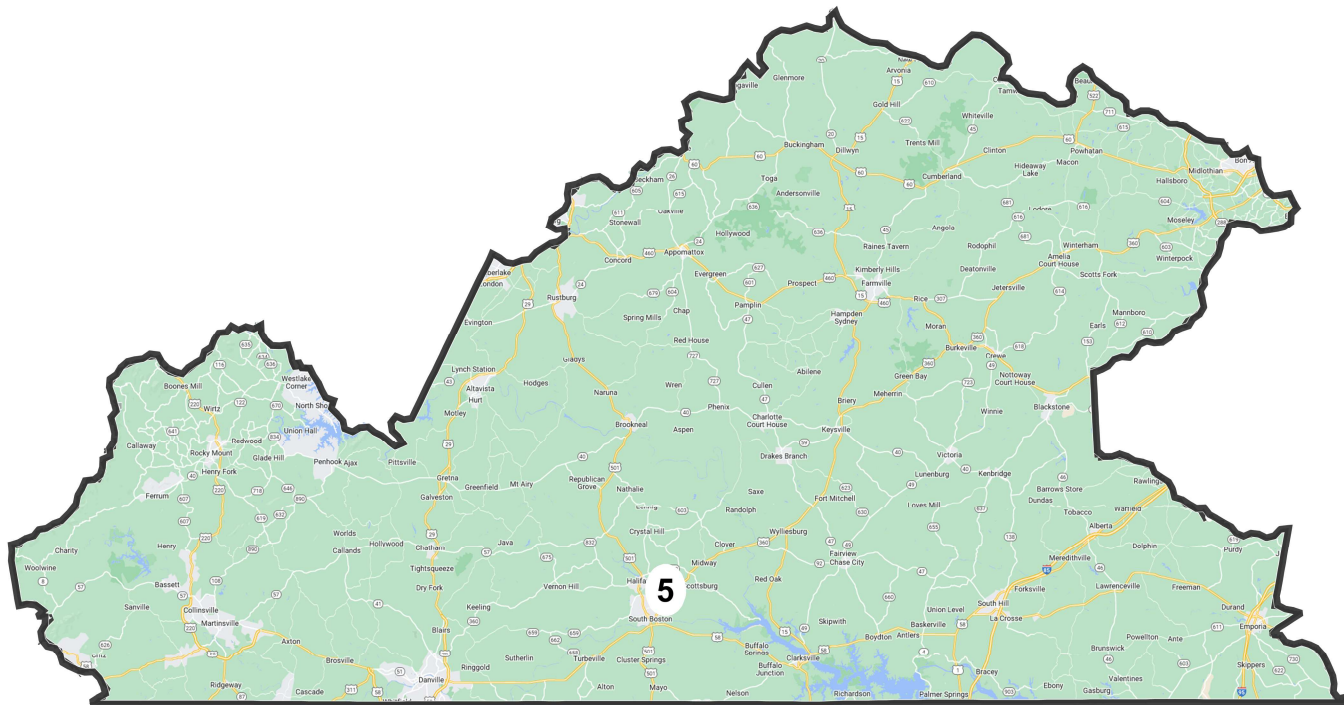 Glenmore
Arvonia
Gold Hill
Whiteville
Trents Mill
Buckingham
Dillwyn
Clinton
Powhatan
Macon
Hideaway
Lake
Midlothian
Hallsboro
Cumberland
Toga
Andersonville
Stonewall
Oakville
Hollywood
Angola
Moseley
Concord
Appomattox
Raines Tavern
Rodophil
Winterham
Amelia
Court House
Winterpock
Scotts Fork
Evergreen
Prospect
Kimberly Hills
Farmville
Deatonville
Jetersville
Rustburg
Pamplin
Rice
Mannboro
Evington
Spring Mills
Chap
Hampden
Sydney
Moran
Earls
Red House
Burkeville
Crewe
Gladys
Lynch Station
Abilene
Green Bay
Nottoway
Court House
Westlake
Corner
Boones Mill
Altavista
Hurt
Hodges
Naruna
Wren
Cullen
Meherrin
Wirtz
Motley
Phenix
Briery
Winnie
Blackstone
Union Hall
Brookneal
Aspen
Charlotte
Court House
Keysville
Callaway
Redwood
Rocky Mount
Glade Hill
Henry Fork
Penhook
Ajax
Pittsville
Drakes Branch
Victoria
Lunenburg
Kenbridge
Gretna
Greenfield
Mt Airy
Republican
Grove
Nathalie
Saxe
Fort Mitchell
Barrows Store
Dundas
Ferrum
Galveston
Randolph
Loves Mill
Tobacco
Warfield
Alberta
Worlds
Hollywood
Callands
Java
Crystal Hill
Wylliesburg
Charity
Henry
Chatham
Clover
Midway
Fairview
Chase City
Meredithville
Dolphin
Purdy
Woolwine
Tightsqueeze
Bassett
Dry Fork
Vernon Hill
Red Oak
Forksville
Lawrenceville
Freeman
5
Sanville
Collinsville
Martinsville
Keeling
South Boston
Union Level
South Hill
La Crosse
Durand
Emporia
Axton
Blairs
Skipwith
Baskerville
Boydton
Antlers
Powellton
Ante
Brosville
Ringgold
Sutherlin
Turbeville
Cluster Springs
Buffalo
Springs
Clarksville
Brunswick
Skippers
Ridgeway
Cascade
Danville
Alton
Mayo
Nelson
Buffalo
Junction
Richardson
Palmer Springs
Bracey
Ebony
Gasburg
Valentines